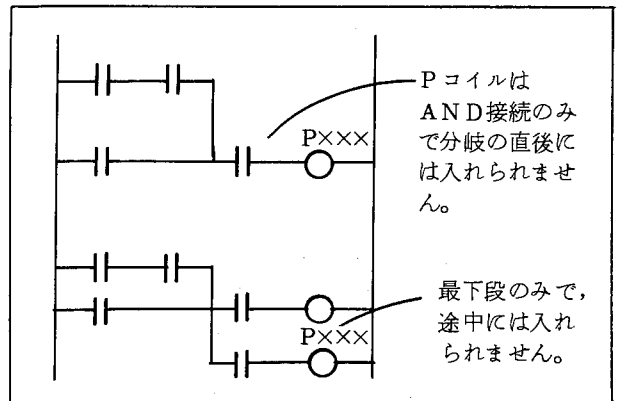 Pコイルは
AND接続のみ
で分岐の直後に
は入れられませ
ん。
P×××
最下段のみで,
途中には入れ
られません。
P×××